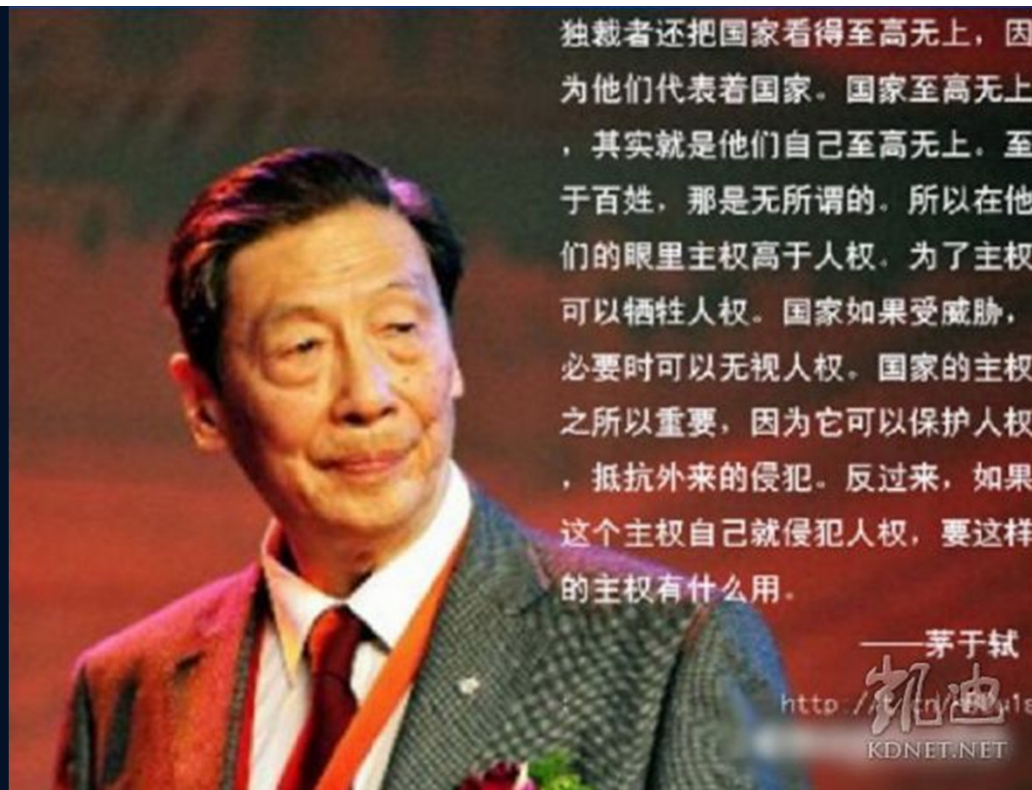 独裁者还把国家看得至高无上，因
为他们代表着国家。国家至高无上
，其实就是他们自己至高无上。至
于百姓，那是无所谓的。所以在他
们的眼里主权高于人权。为了主权
可以牺牲人权。国家如果受威胁，
必要时可以无视人权。国家的主权
之所以重要，因为它可以保护人权
，抵抗外来的侵犯。反过来，如果
这个主权自己就侵犯人权，要这样
的主权有什么用。
——茅于轼
凯迪
KDNET.NET